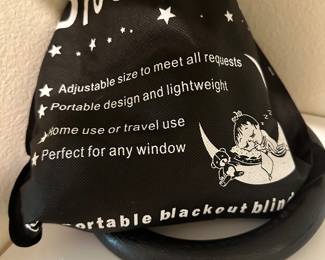 Adjustable size to meet all requests
Portable design and lightweight
Home use or travel use
Perfect for any window
z z
ortable blackout blin